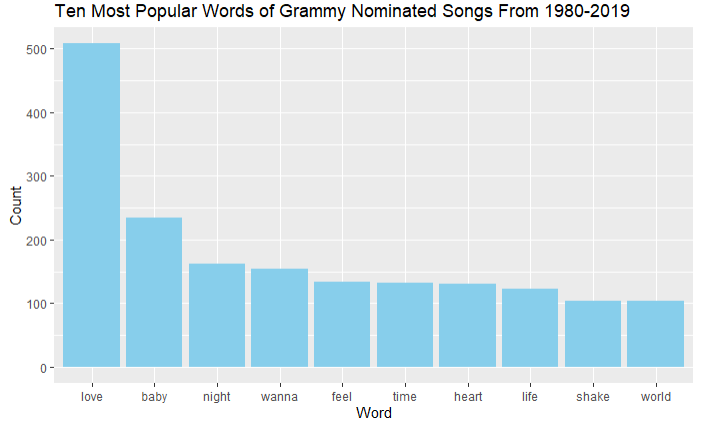 Ten Most Popular Words of Grammy Nominated Songs From 1980-2019
500
400
300
200
100
0
Count
love baby night wanna feel time heart life shake world
Word